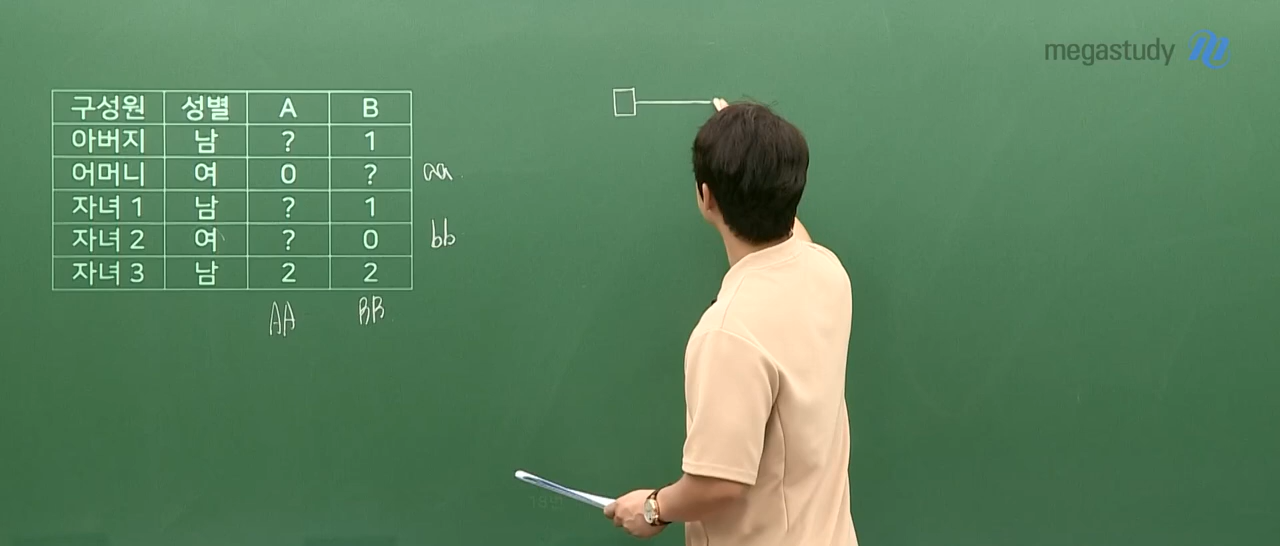 megastudy M
구성원 성별 A B
아버지 남 ? 1
어머니 여 0 ? aa
자녀 1 남 ? 1
자녀 2 여 ? 0 bb
자녀 3 남 2 2
AA BB